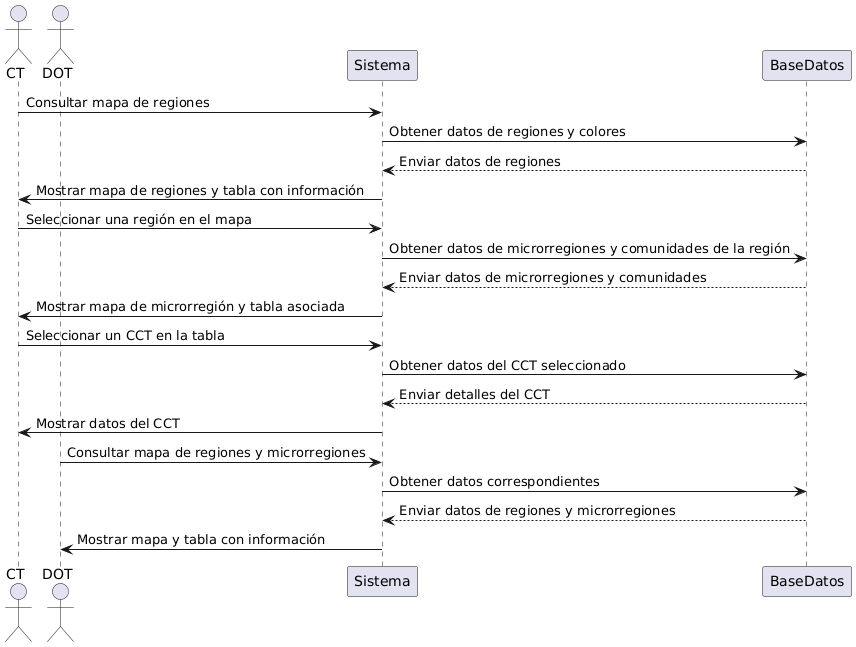 CT
DOT
Sistema
BaseDatos
Consultar mapa de regiones
Obtener datos de regiones y colores
Enviar datos de regiones
Mostrar mapa de regiones y tabla con información
Seleccionar una región en el mapa
Obtener datos de microrregiones y comunidades de la región
Enviar datos de microrregiones y comunidades
Mostrar mapa de microrregión y tabla asociada
Seleccionar un CCT en la tabla
Obtener datos del CCT seleccionado
Enviar detalles del CCT
Mostrar datos del CCT
Consultar mapa de regiones y microrregiones
Obtener datos correspondientes
Enviar datos de regiones y microrregiones
Mostrar mapa y tabla con información
CT
DOT
Sistema
BaseDatos